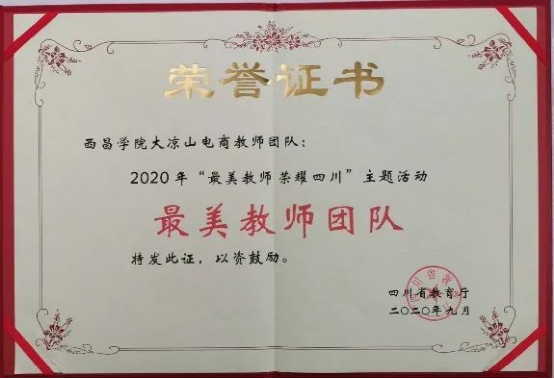 荣誉证书
西昌学院大凉山电商教师团队：
2020年“最美教师 荣耀四川”主题活动
最美教师团队
特发此证，以资鼓励。
四川省教育厅
二〇二〇年九月